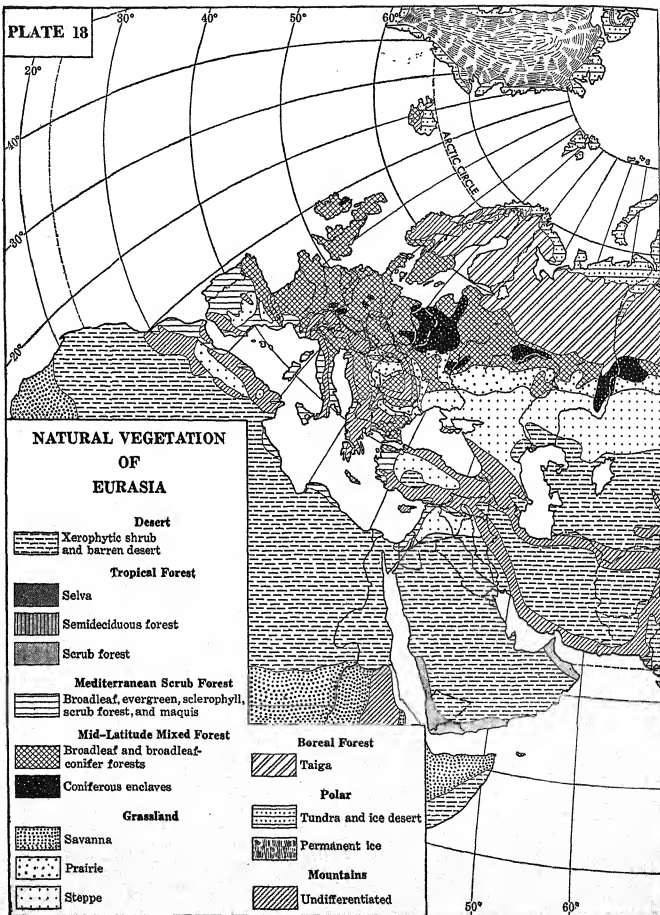 PLATE 13
30°
40°
50°
60°
20°
10°
30°
20°
ARCTIC CIRCLE
NATURAL VEGETATION
OF
EURASIA
Desert
Xerophytic shrub
and barren desert
Tropical Forest
Selva
Semideciduous forest
Scrub forest
Mediterranean Scrub Forest
Broadleaf, evergreen, sclerophyll,
scrub forest, and maquis
Mid-Latitude Mixed Forest
Broadleaf and broadleaf-
conifer forests
Coniferous enclaves
Grassland
Savanna
Prairie
Steppe
Boreal Forest
Taiga
Polar
Tundra and ice desert
Permanent ice
Mountains
Undifferentiated
50°
60°